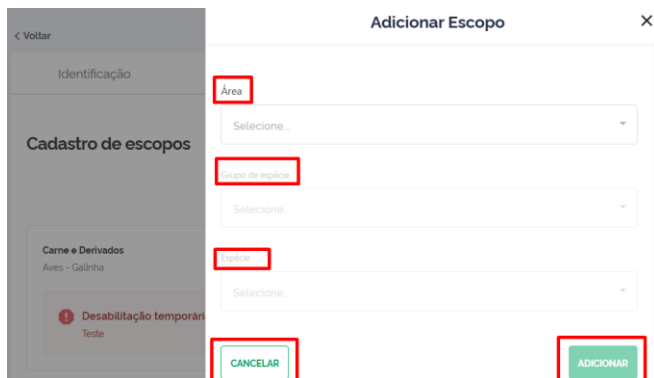 < Voltar
Identificação
Cadastro de escopos
Carne e Derivados
Aves - Galinha
Desabilitação temporári
Teste
Adicionar Escopo
×
Área
Selecione...
Grupo de espécie
Selecione...
Espécie
Selecione...
CANCELAR
ADICIONAR